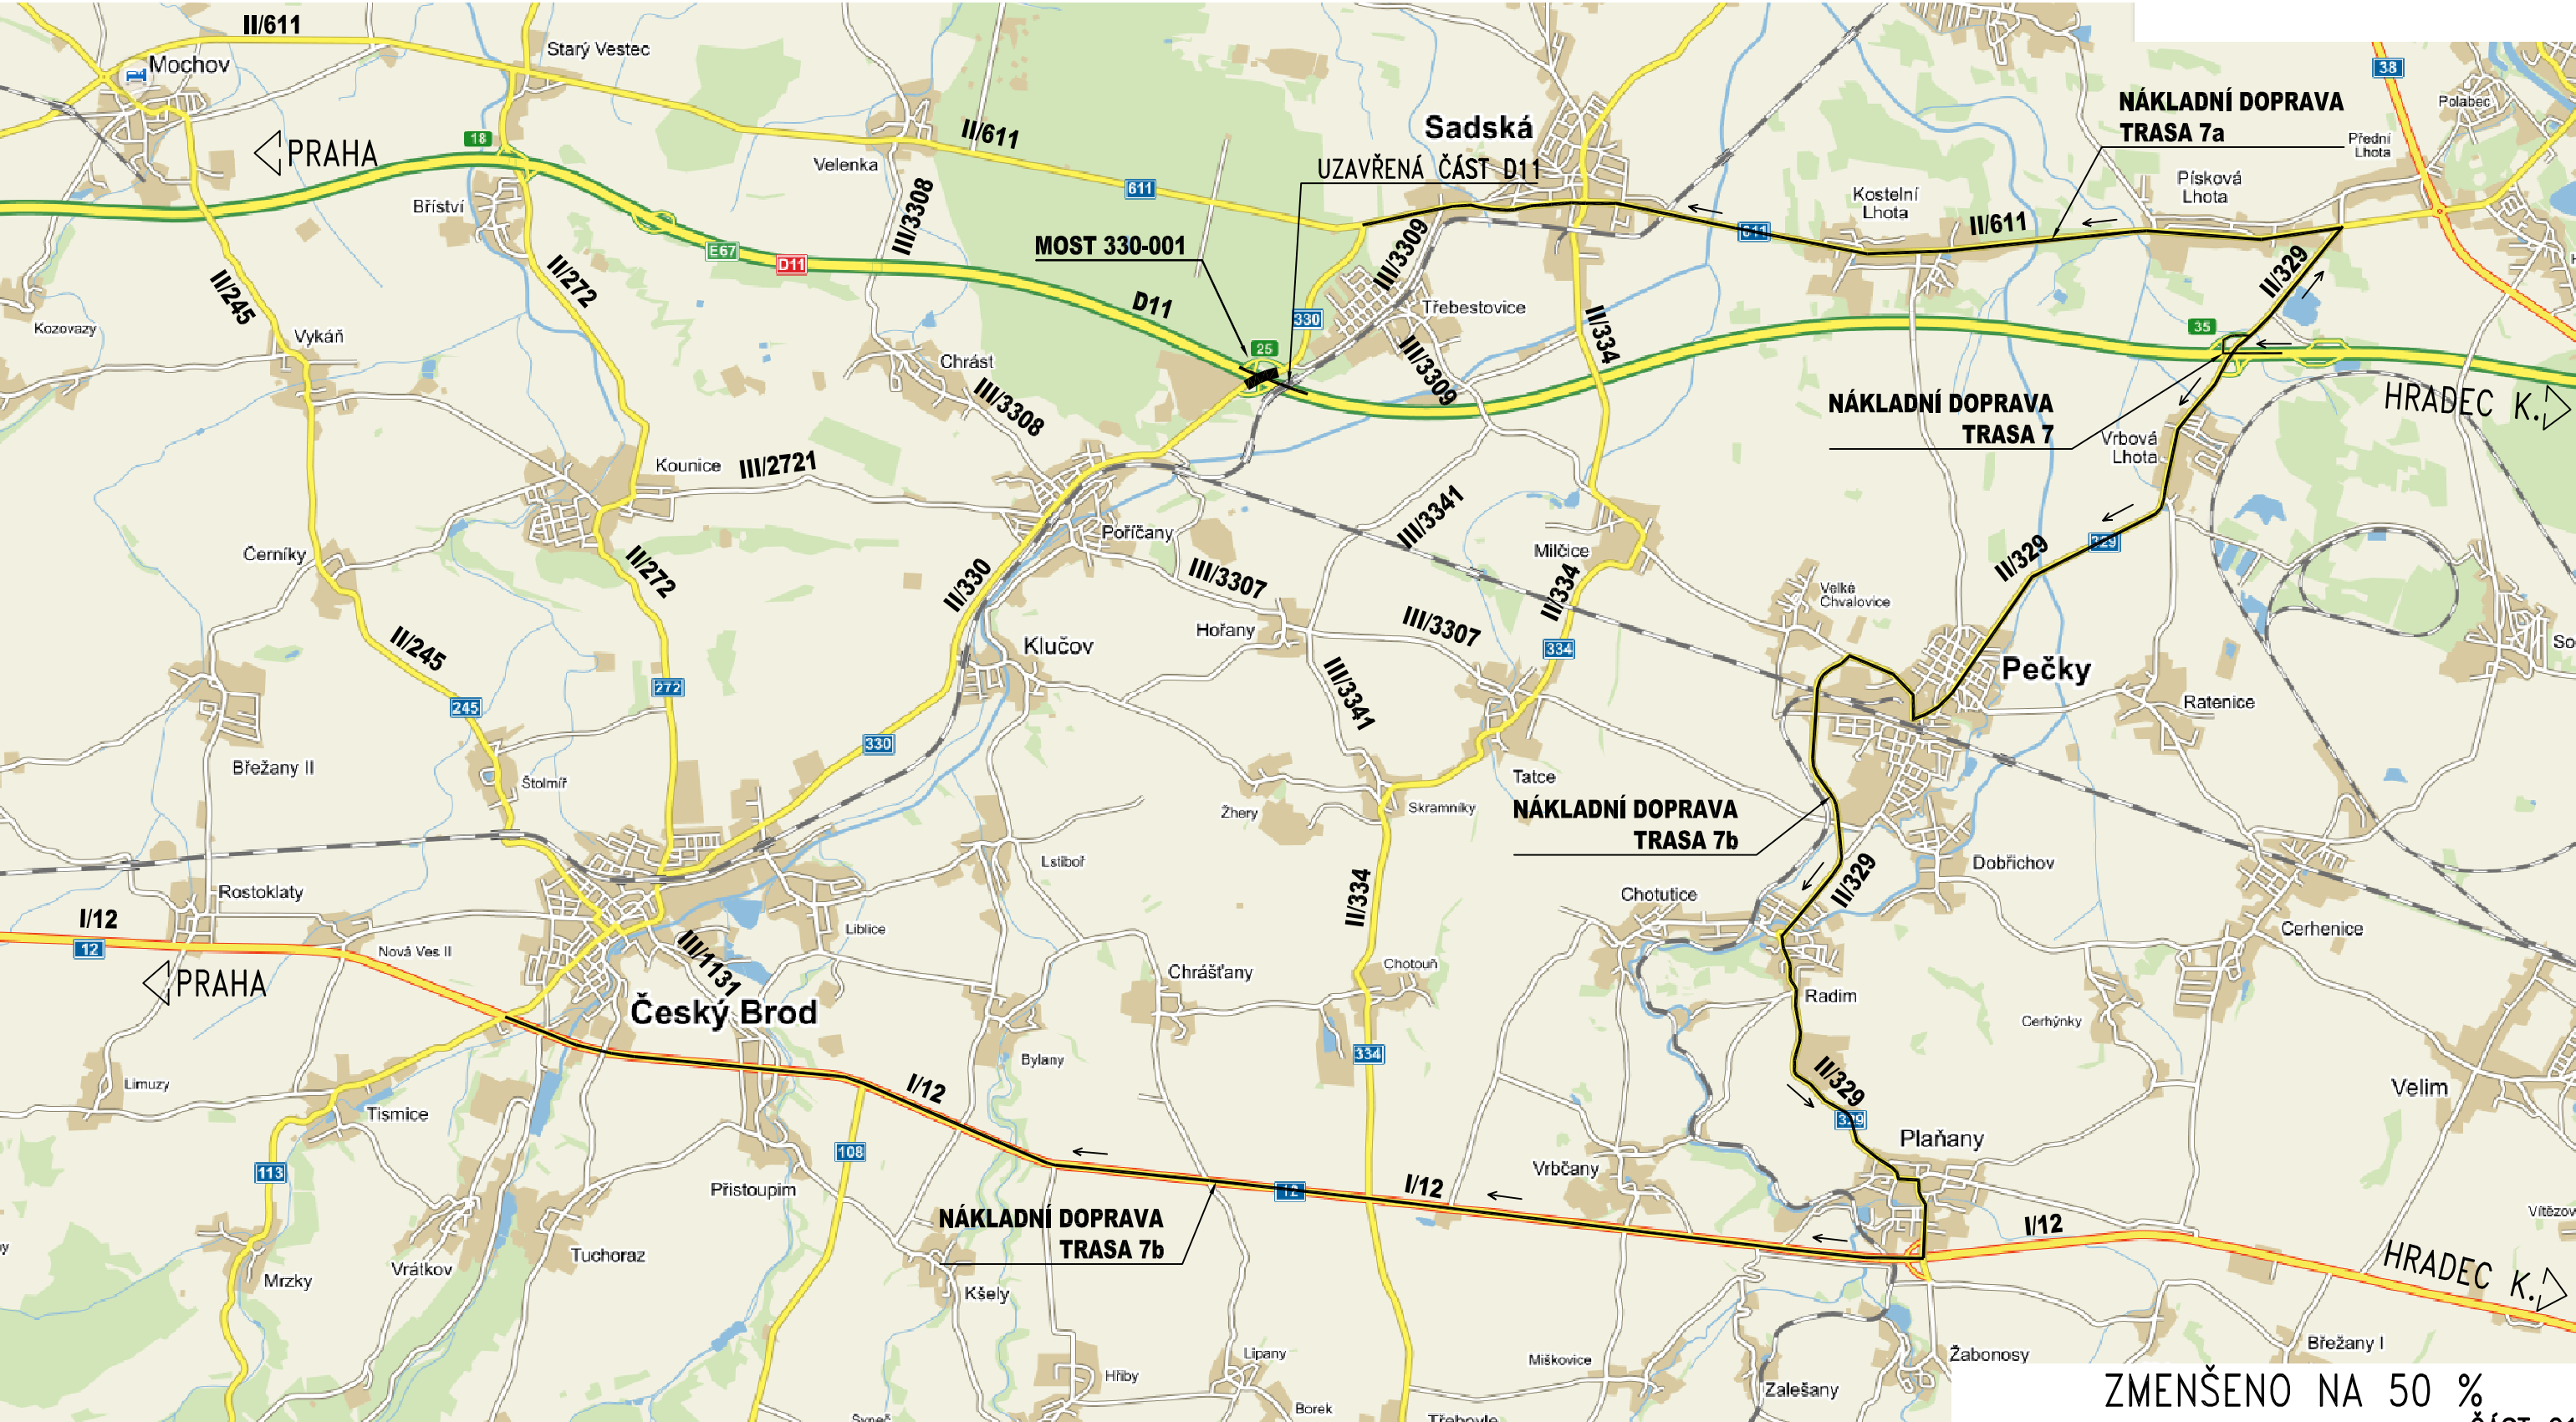 II/611
Mochov
Starý Vestec
38
Polabec
NÁKLADNÍ DOPRAVA
TRASA 7a
Přední
Lhota
Sadská
18
PRAHA
Velenka
II/611
UZAVŘENÁ ČÁST D11
611
Kostelní
Lhota
Písková
Lhota
Bříství
III/3308
MOST 330-001
III/3309
611
II/611
E67
D11
II/245
II/272
D11
II/329
Kozovazy
Vykáň
330
Třebestovice
II/334
35
25
Chrást
III/3309
III/3308
NÁKLADNÍ DOPRAVA
TRASA 7
HRADEC K.
Vrbová
Lhota
Kounice
III/2721
Poříčany
III/3341
Milčice
329
II/329
Černíky
II/272
II/330
III/3307
II/334
Velké
Chvalovice
Hořany
III/3307
II/245
Klučov
334
Pečky
III/3341
272
245
Ratenice
330
Břežany II
Štolmíř
Tatce
Žhery
Skramníky
NÁKLADNÍ DOPRAVA
TRASA 7b
Lstiboř
Dobřichov
II/329
Rostoklaty
II/334
Chotutice
I/12
12
Nová Ves II
Liblice
Cerhenice
III/1131
PRAHA
Chrášťany
Chotouň
Radim
Český Brod
Cerhýnky
334
Bylany
Limuzy
I/12
II/329
Velim
Tismice
329
Plaňany
108
113
Vrbčany
Přistoupim
12
I/12
NÁKLADNÍ DOPRAVA
TRASA 7b
I/12
Tuchoraz
Vrátkov
Mrzky
HRADEC K.
Kšely
Břežany I
Lipany
Miškovice
Žabonosy
Hřiby
Zalešany
ZMENŠENO NA 50 %
Borek